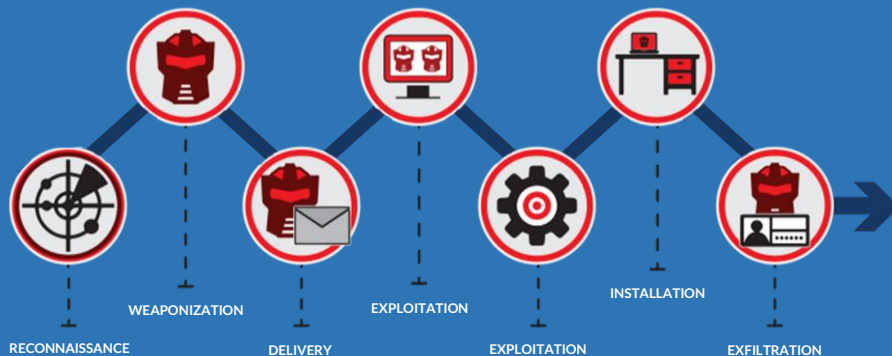 RECONNAISSANCE
WEAPONIZATION
DELIVERY
EXPLOITATION
EXPLOITATION
INSTALLATION
EXFILTRATION